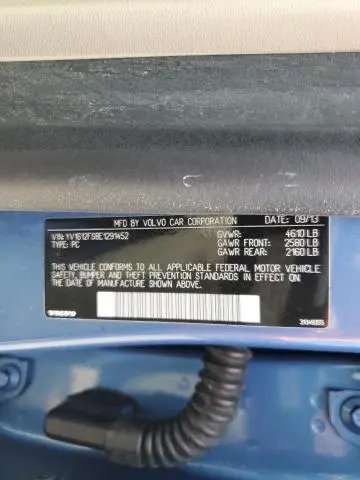 MFD BY VOLVO CAR CORPORATION DATE: 09/13
VIN: YV1612FS8E1291452 GVWR: 4610 LB
TYPE: PC GAWR FRONT: 2580 LB
GAWR REAR: 2160 LB
THIS VEHICLE CONFORMS TO ALL APPLICABLE FEDERAL MOTOR VEHICLE
SAFETY, BUMPER AND THEFT PREVENTION STANDARDS IN EFFECT ON
THE DATE OF MANUFACTURE SHOWN ABOVE.
VOLVO